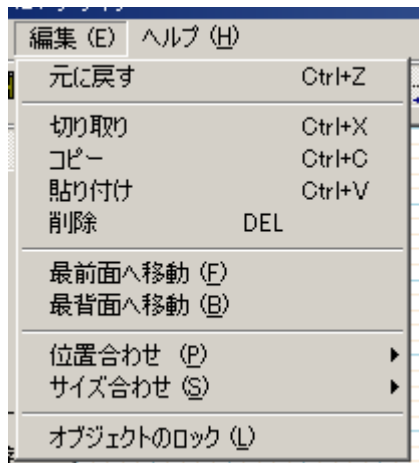 編集 (E) ヘルプ (H)
元に戻す Ctrl+Z
切り取り Ctrl+X
コピー Ctrl+C
貼り付け Ctrl+V
削除 DEL
最前面へ移動 (F)
最背面へ移動 (B)
位置合わせ (P)
サイズ合わせ (S)
オブジェクトのロック (L)